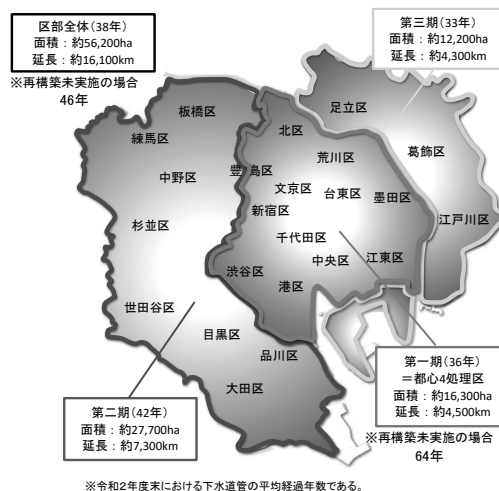 区部全体(38年)
面積：約56,200ha
延長：約16,100km
※再構築未実施の場合
46年
第三期(33年)
面積：約12,200ha
延長：約4,300km
足立区
板橋区
北区
練馬区
荒川区
葛飾区
豊島区
中野区
文京区
台東区
墨田区
新宿区
江戸川区
杉並区
千代田区
中央区
江東区
渋谷区
港区
世田谷区
目黒区
品川区
大田区
第一期(36年)
＝都心4処理区
面積：約16,300ha
延長：約4,500km
※再構築未実施の場合
64年
第二期(42年)
面積：約27,700ha
延長：約7,300km
※令和２年度末における下水道管の平均経過年数である。